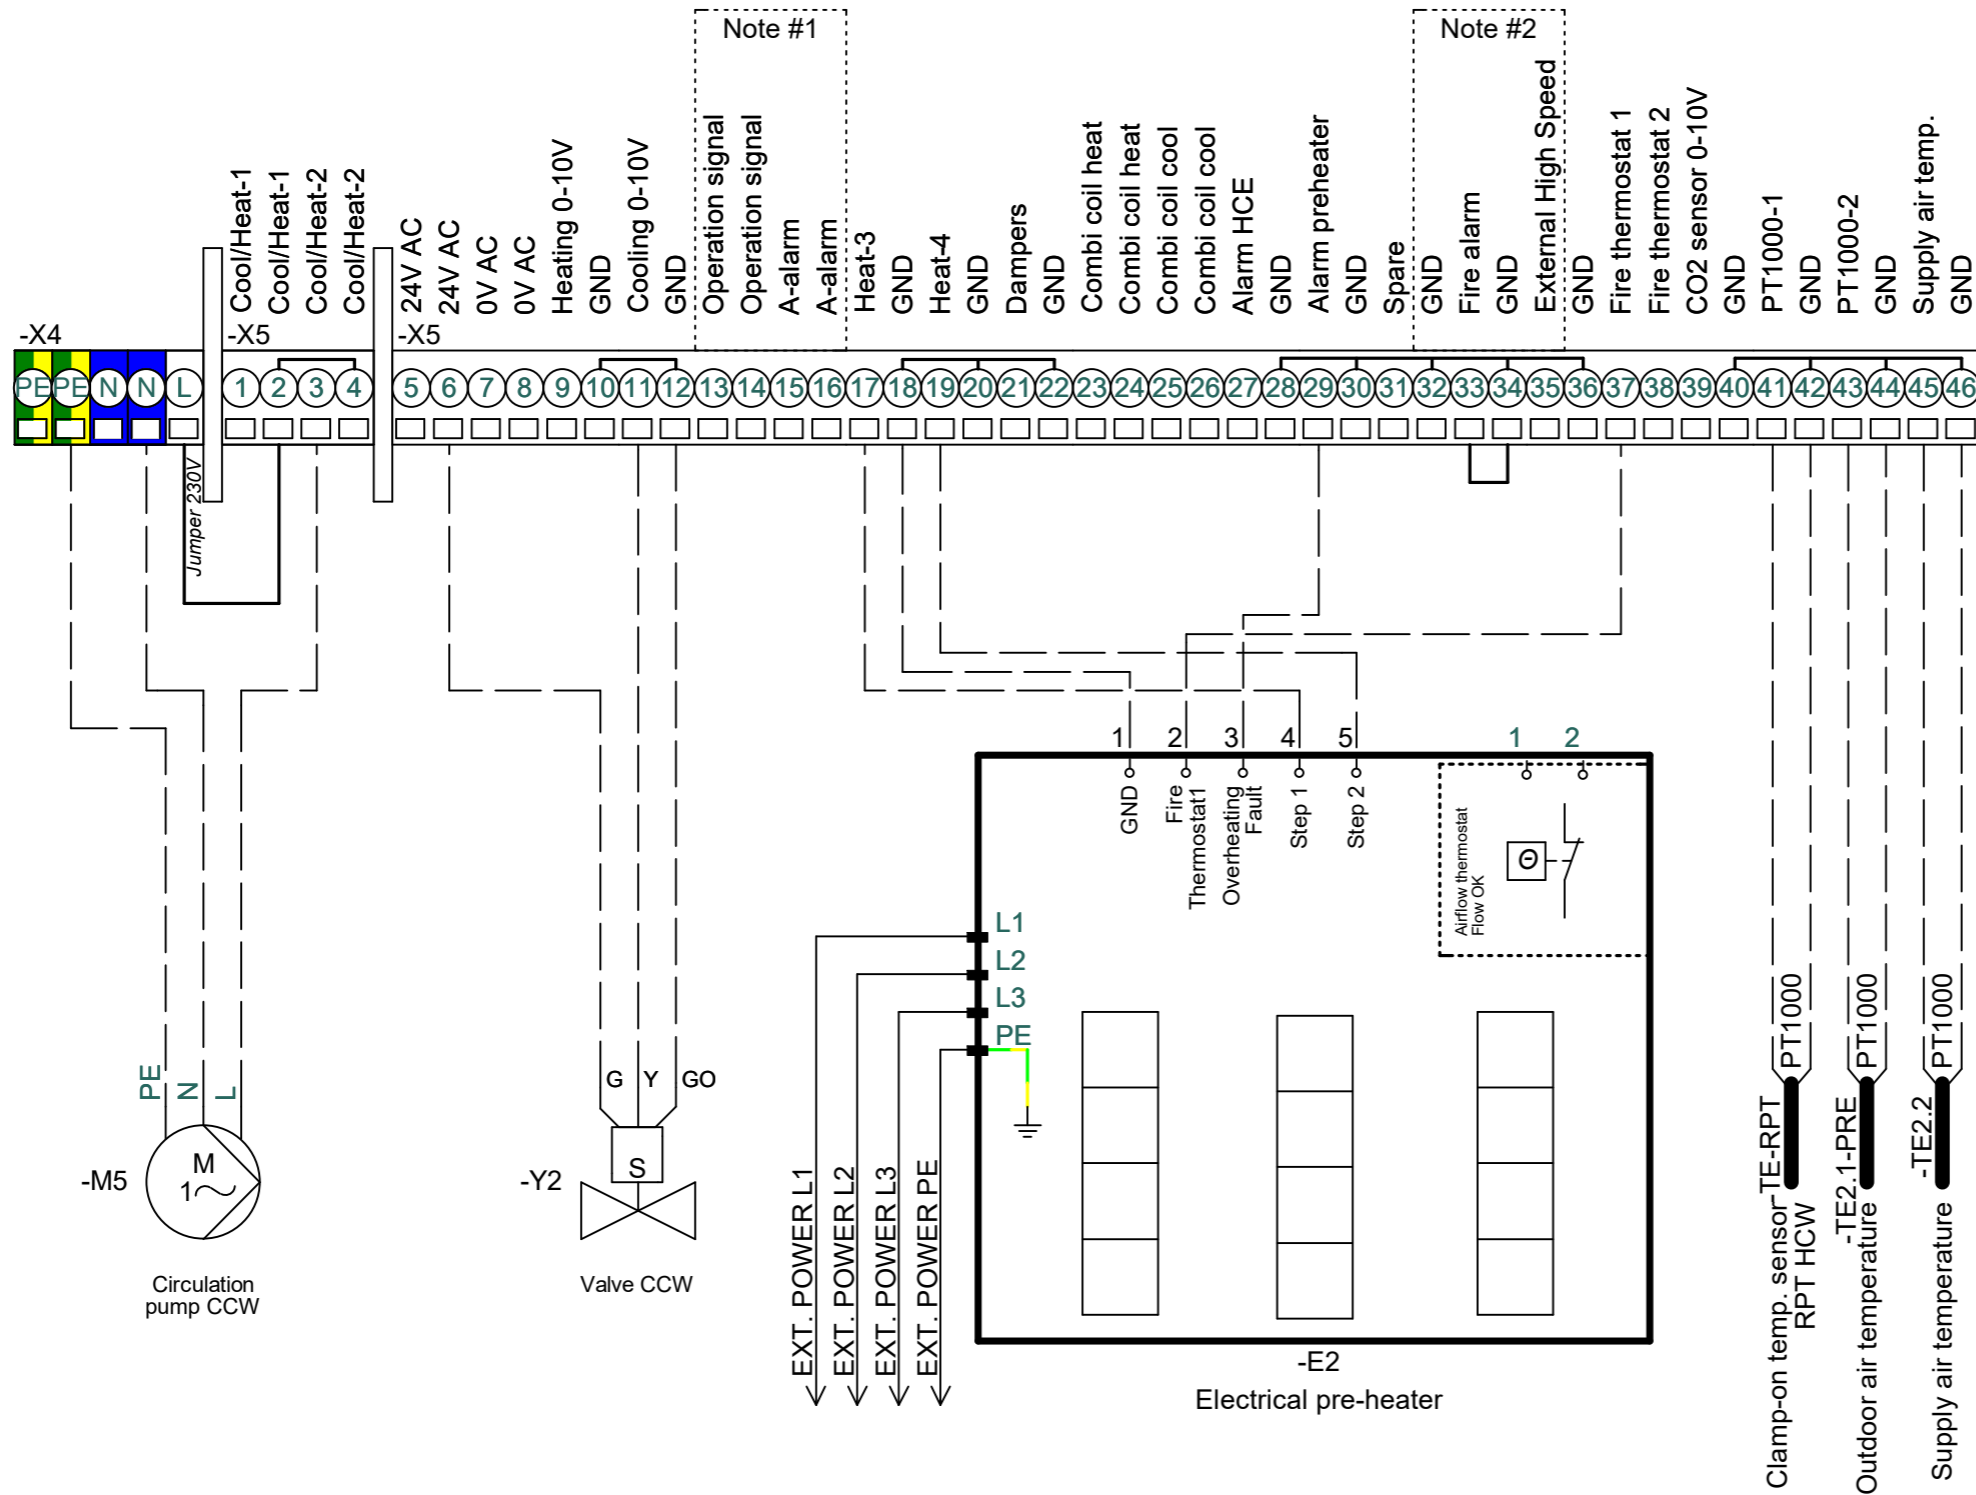 Note #1
Note #2
Cool/Heat-1
Cool/Heat-1
Cool/Heat-2
Cool/Heat-2
24V AC
24V AC
0V AC
0V AC
Heating 0-10V
GND
Cooling 0-10V
GND
Operation signal
Operation signal
A-alarm
A-alarm
Heat-3
GND
Heat-4
GND
Dampers
GND
Combi coil heat
Combi coil heat
Combi coil cool
Combi coil cool
Alarm HCE
GND
Alarm preheater
GND
Spare
GND
Fire alarm
GND
External High Speed
GND
Fire thermostat 1
Fire thermostat 2
CO2 sensor 0-10V
GND
PT1000-1
GND
PT1000-2
GND
Supply air temp.
GND
-X4
-X5
-X5
PE PE N N L 1 2 3 4 5 6 7 8 9 10 11 12 13 14 15 16 17 18 19 20 21 22 23 24 25 26 27 28 29 30 31 32 33 34 35 36 37 38 39 40 41 42 43 44 45 46
Jumper 230V
1 2 3 4 5 1 2
GND
Fire
Thermostat1
Overheating
Fault
Step 1
Step 2
Airflow thermostat
Flow OK
Θ
L1
L2
L3
PE
PE
N
L
M
1~
-M5
Circulation
pump CCW
G Y GO
S
-Y2
Valve CCW
EXT. POWER L1
EXT. POWER L2
EXT. POWER L3
EXT. POWER PE
-E2
Electrical pre-heater
PT1000
PT1000
PT1000
-TE-RPT
Clamp-on temp. sensor
RPT HCW
-TE2.1-PRE
Outdoor air temperature
-TE2.2
Supply air temperature